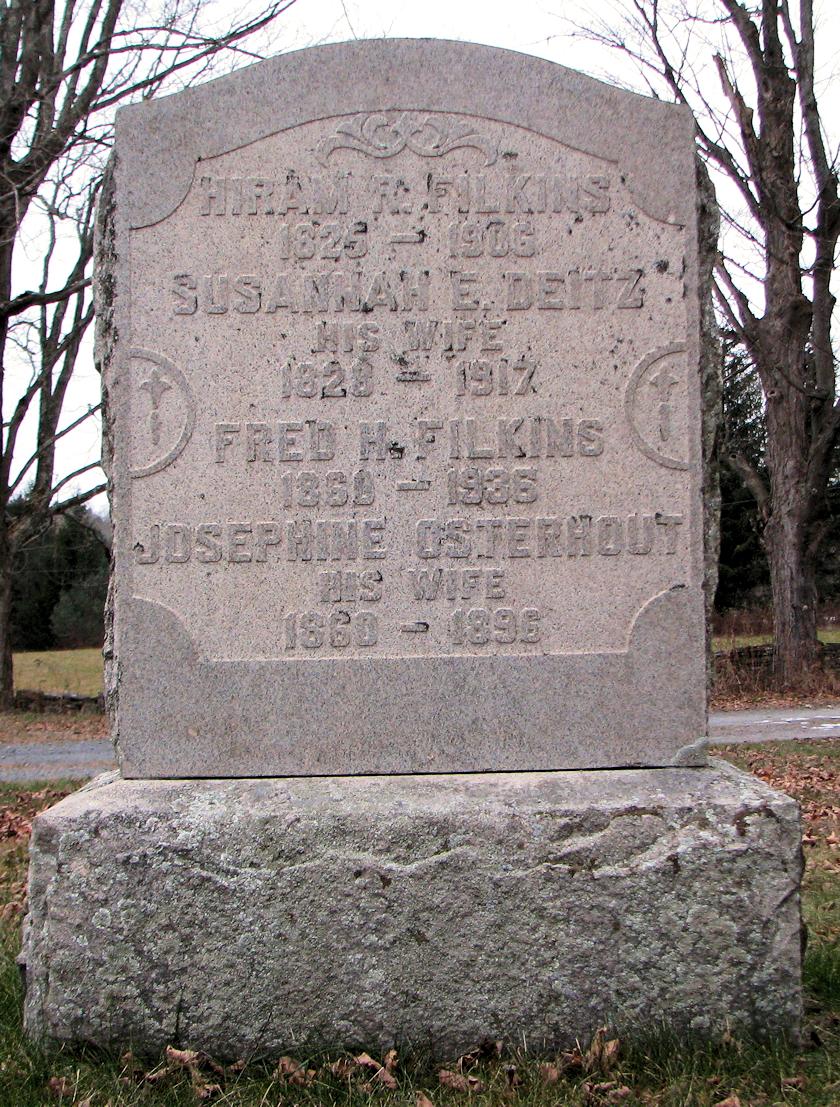 HIRAM R. FILKINS
1825 – 1906
SUSANNAH E. DEITZ
HIS WIFE
1828 – 1917
FRED H. FILKINS
1860 – 1936
JOSEPHINE OSTERHOUT
HIS WIFE
1860 – 1896